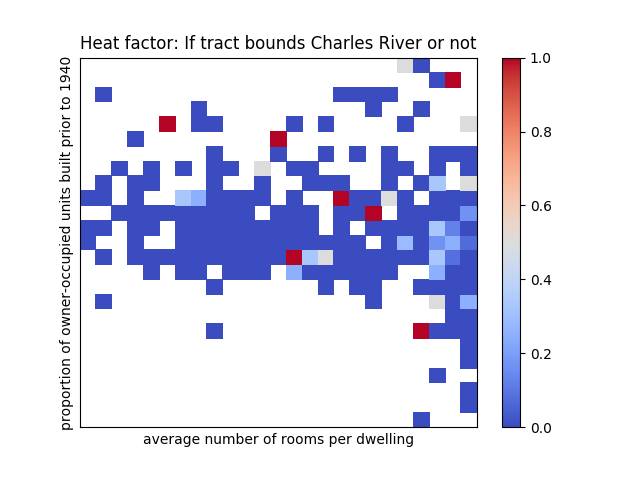 Heat factor: If tract bounds Charles River or not
proportion of owner-occupied units built prior to 1940
average number of rooms per dwelling
1.0
0.8
0.6
0.4
0.2
0.0